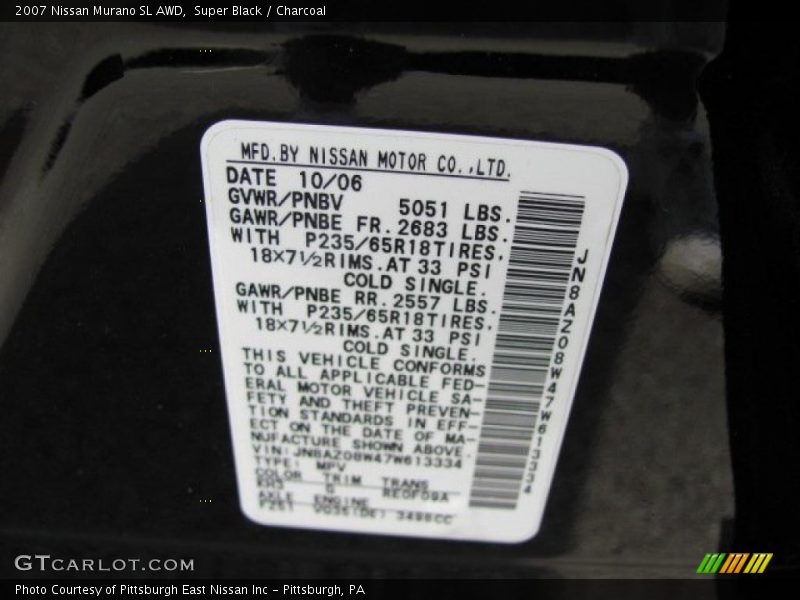 2007 Nissan Murano SL AWD,  Super Black / Charcoal
MFD.BY NISSAN MOTOR CO.,LTD.
DATE 10/06
GVWR/PNBV 5051 LBS.
GAWR/PNBE FR.2683 LBS.
WITH P235/65R18TIRES,
18×7½RIMS.AT 33 PSI
COLD SINGLE.
GAWR/PNBE RR.2557 LBS.
WITH P235/65R18TIRES,
18×7½RIMS.AT 33 PSI
COLD SINGLE.
THIS VEHICLE CONFORMS
TO ALL APPLICABLE FED-
ERAL MOTOR VEHICLE SA-
FETY AND THEFT PREVEN-
TION STANDARDS IN EFF-
ECT ON THE DATE OF MA-
NUFACTURE SHOWN ABOVE.
VIN: JN8AZ08W47W613334
TYPE: MPV
COLOR TRIM TRANS
KH3 G RE0F09A
AXLE ENGINE
VQ35(DE) 3498CC
JN8AZ08W47W613334
GTCARLOT.COM
Photo Courtesy of Pittsburgh East Nissan Inc - Pittsburgh, PA